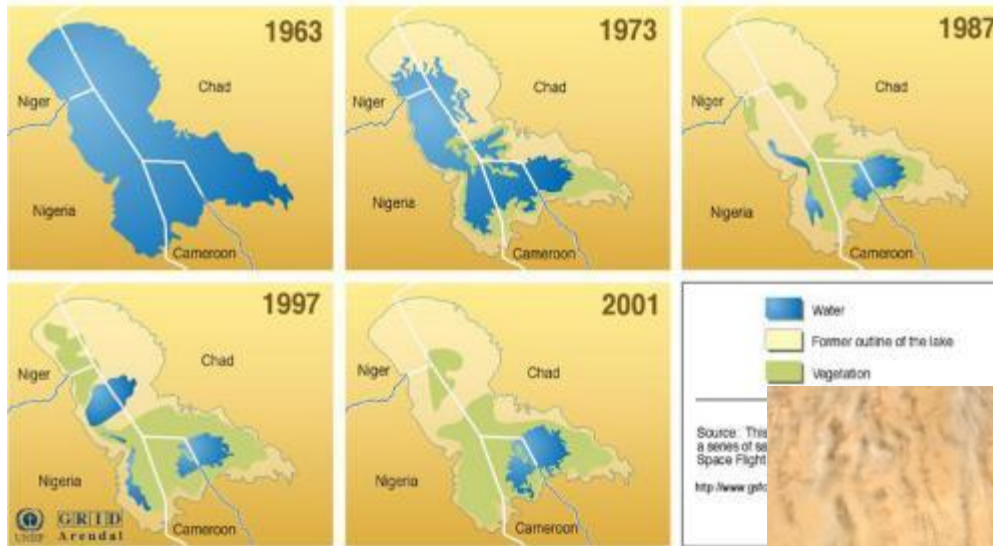 1963
Chad
Niger
Nigeria
Cameroon
1973
Chad
Niger
Nigeria
Cameroon
1987
Chad
Niger
Nigeria
Cameroon
1997
Chad
Niger
Nigeria
Cameroon
UNEP
GRID
Arendal
2001
Chad
Niger
Nigeria
Cameroon
Water
Former outline of the lake
Vegetation
Source: This
a series of
Space Flight